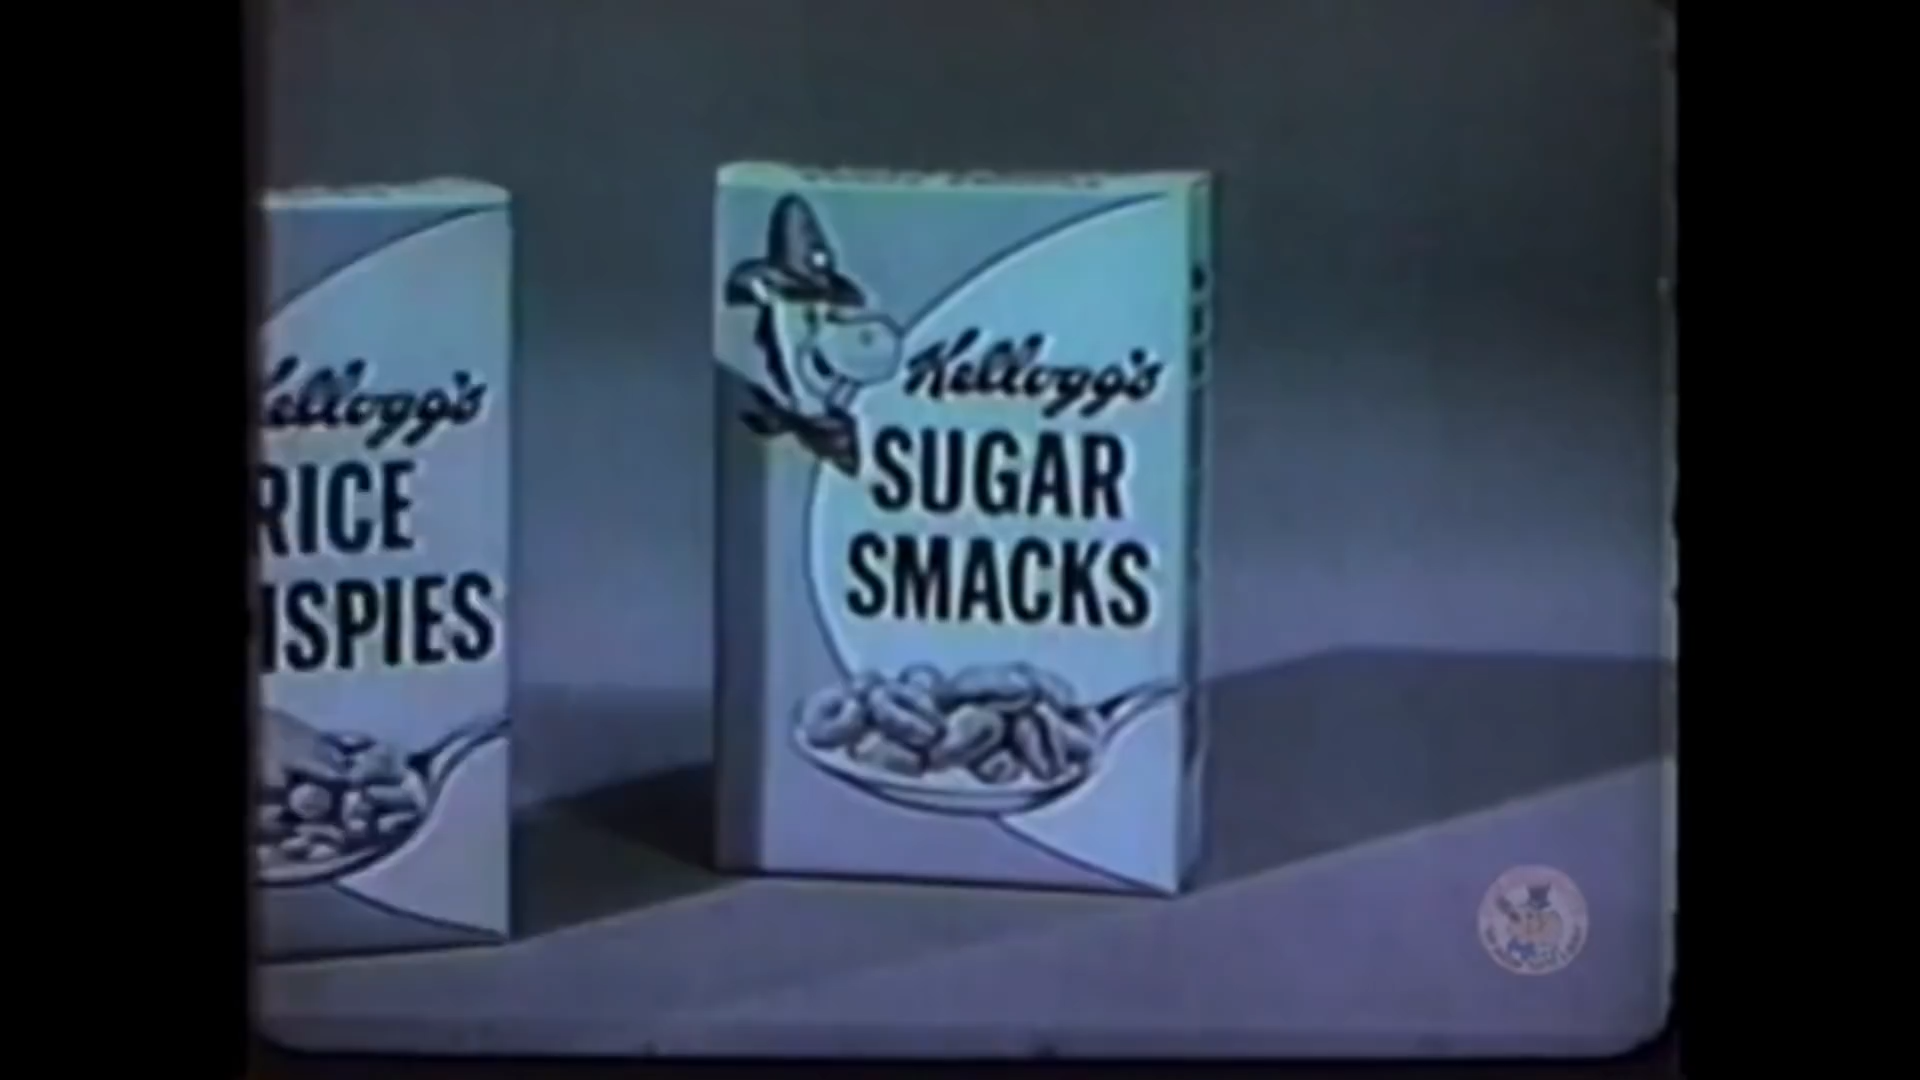 Kellogg's
RICE
ISPIES
Kellogg's
SUGAR
SMACKS